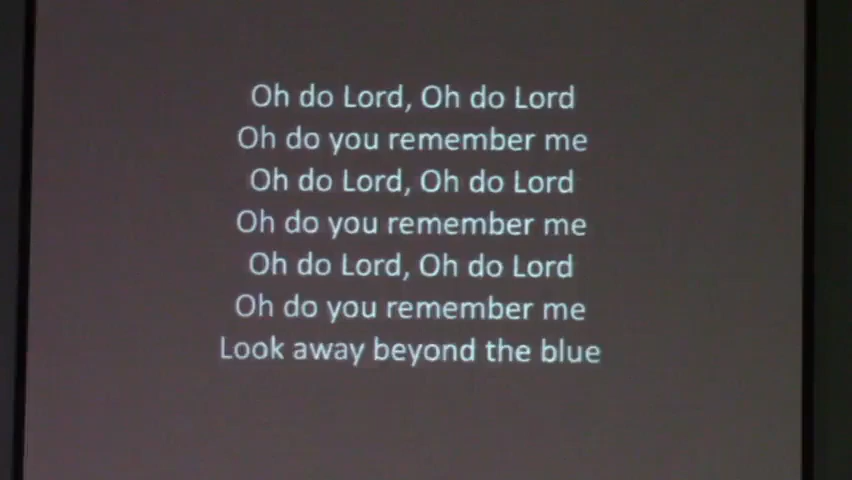 Oh do Lord, Oh do Lord
Oh do you remember me
Oh do Lord, Oh do Lord
Oh do you remember me
Oh do Lord, Oh do Lord
Oh do you remember me
Look away beyond the blue